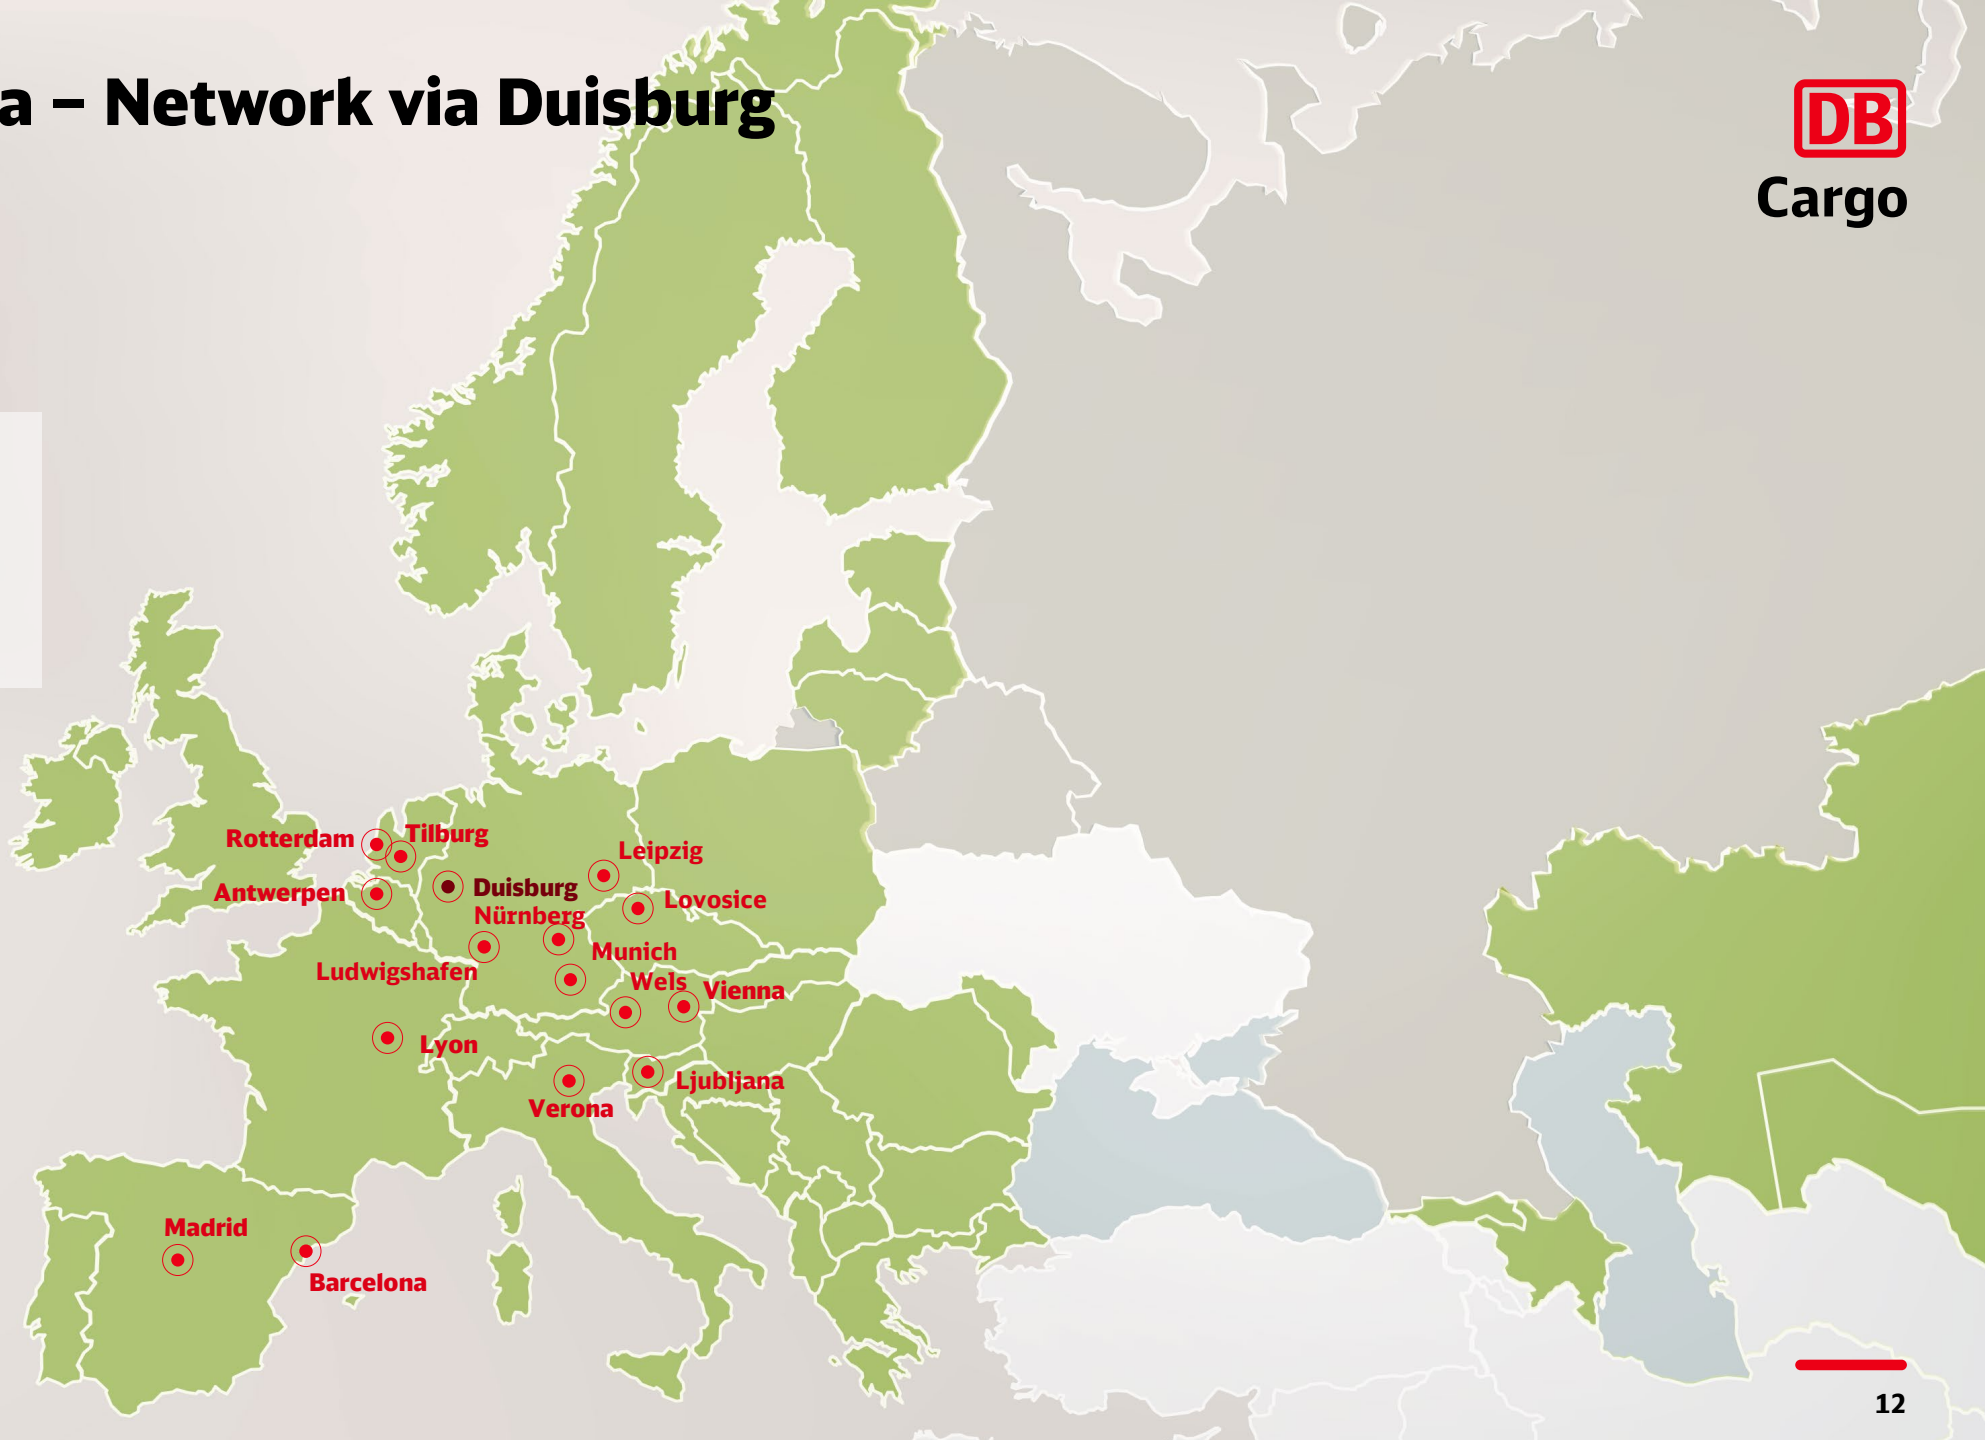 a – Network via Duisburg
DB
Cargo
Rotterdam
Tilburg
Leipzig
Antwerpen
Duisburg
Lovosice
Nürnberg
Munich
Ludwigshafen
Wels
Vienna
Lyon
Ljubljana
Verona
Madrid
Barcelona
12